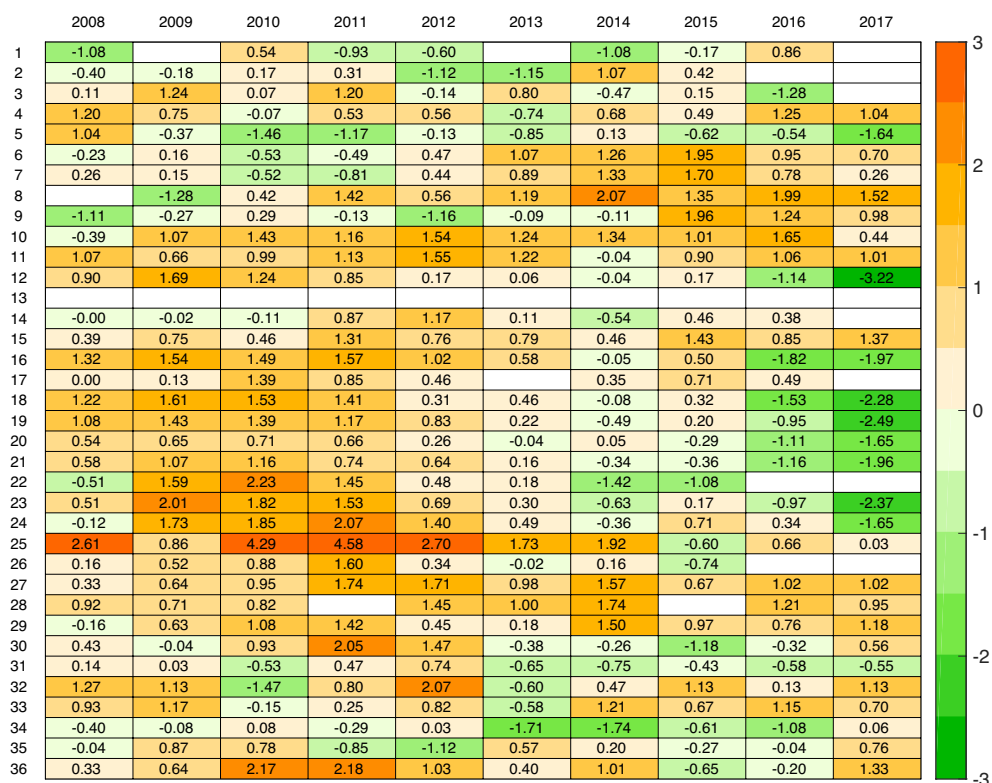 2008 2009 2010 2011 2012 2013 2014 2015 2016 2017
1 -1.08 0.54 -0.93 -0.60 -1.08 -0.17 0.86
2 -0.40 -0.18 0.17 0.31 -1.12 -1.15 1.07 0.42
3 0.11 1.24 0.07 1.20 -0.14 0.80 -0.47 0.15 -1.28
4 1.20 0.75 -0.07 0.53 0.56 -0.74 0.68 0.49 1.25 1.04
5 1.04 -0.37 -1.46 -1.17 -0.13 -0.85 0.13 -0.62 -0.54 -1.64
6 -0.23 0.16 -0.53 -0.49 0.47 1.07 1.26 1.95 0.95 0.70
7 0.26 0.15 -0.52 -0.81 0.44 0.89 1.33 1.70 0.78 0.26
8 -1.28 0.42 1.42 0.56 1.19 2.07 1.35 1.99 1.52
9 -1.11 -0.27 0.29 -0.13 -1.16 -0.09 -0.11 1.96 1.24 0.98
10 -0.39 1.07 1.43 1.16 1.54 1.24 1.34 1.01 1.65 0.44
11 1.07 0.66 0.99 1.13 1.55 1.22 -0.04 0.90 1.06 1.01
12 0.90 1.69 1.24 0.85 0.17 0.06 -0.04 0.17 -1.14 -3.22
13
14 -0.00 -0.02 -0.11 0.87 1.17 0.11 -0.54 0.46 0.38
15 0.39 0.75 0.46 1.31 0.76 0.79 0.46 1.43 0.85 1.37
16 1.32 1.54 1.49 1.57 1.02 0.58 -0.05 0.50 -1.82 -1.97
17 0.00 0.13 1.39 0.85 0.46 0.35 0.71 0.49
18 1.22 1.61 1.53 1.41 0.31 0.46 -0.08 0.32 -1.53 -2.28
19 1.08 1.43 1.39 1.17 0.83 0.22 -0.49 0.20 -0.95 -2.49
20 0.54 0.65 0.71 0.66 0.26 -0.04 0.05 -0.29 -1.11 -1.65
21 0.58 1.07 1.16 0.74 0.64 0.16 -0.34 -0.36 -1.16 -1.96
22 -0.51 1.59 2.23 1.45 0.48 0.18 -1.42 -1.08
23 0.51 2.01 1.82 1.53 0.69 0.30 -0.63 0.17 -0.97 -2.37
24 -0.12 1.73 1.85 2.07 1.40 0.49 -0.36 0.71 0.34 -1.65
25 2.61 0.86 4.29 4.58 2.70 1.73 1.92 -0.60 0.66 0.03
26 0.16 0.52 0.88 1.60 0.34 -0.02 0.16 -0.74
27 0.33 0.64 0.95 1.74 1.71 0.98 1.57 0.67 1.02 1.02
28 0.92 0.71 0.82 1.45 1.00 1.74 1.21 0.95
29 -0.16 0.63 1.08 1.42 0.45 0.18 1.50 0.97 0.76 1.18
30 0.43 -0.04 0.93 2.05 1.47 -0.38 -0.26 -1.18 -0.32 0.56
31 0.14 0.03 -0.53 0.47 0.74 -0.65 -0.75 -0.43 -0.58 -0.55
32 1.27 1.13 -1.47 0.80 2.07 -0.60 0.47 1.13 0.13 1.13
33 0.93 1.17 -0.15 0.25 0.82 -0.58 1.21 0.67 1.15 0.70
34 -0.40 -0.08 0.08 -0.29 0.03 -1.71 -1.74 -0.61 -1.08 0.06
35 -0.04 0.87 0.78 -0.85 -1.12 0.57 0.20 -0.27 -0.04 0.76
36 0.33 0.64 2.17 2.18 1.03 0.40 1.01 -0.65 -0.20 1.33
3
2
1
0
-1
-2
-3